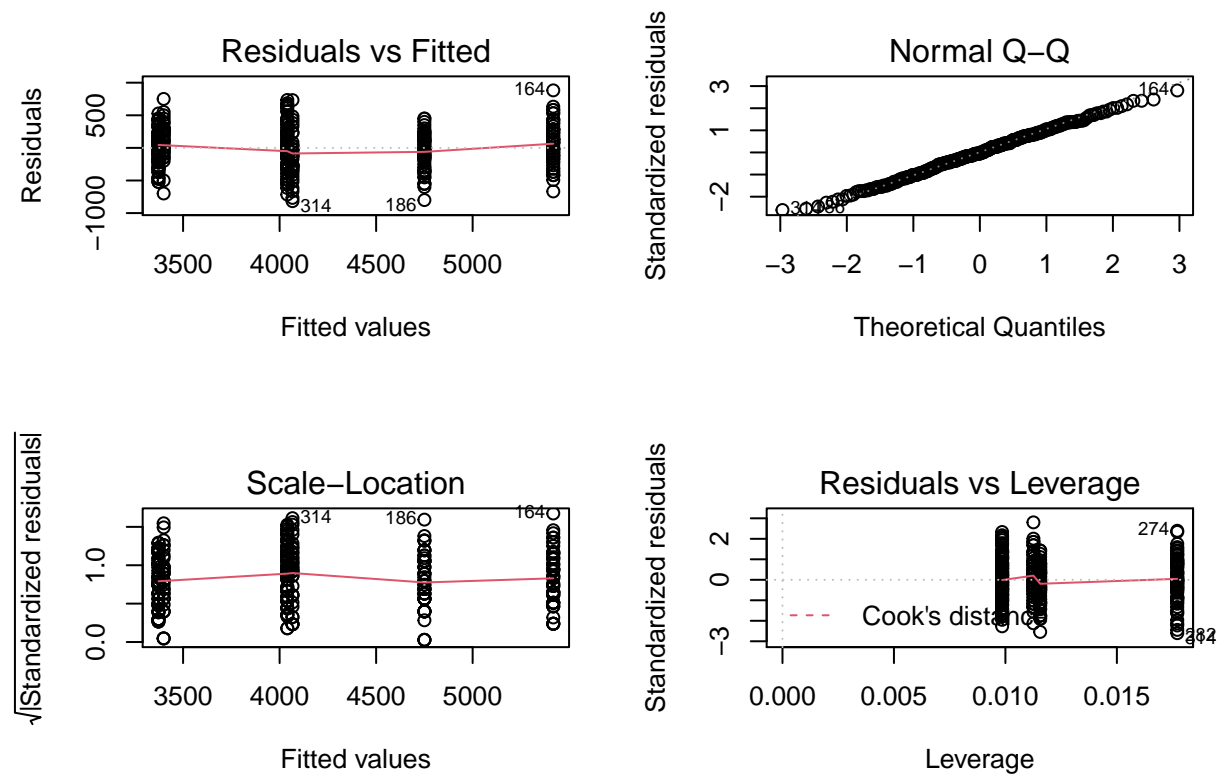 Residuals vs Fitted
Residuals
500
−1000
164
314
186
3500 4000 4500 5000
Fitted values
Normal Q−Q
Standardized residuals
3
1
−2
164
−3 −2 −1 0 1 2 3
Theoretical Quantiles
Scale−Location
√|Standardized residuals|
1.0
0.0
314
186
164
3500 4000 4500 5000
Fitted values
Residuals vs Leverage
Standardized residuals
2
0
−3
274
Cook's distance
0.000 0.005 0.010 0.015
Leverage